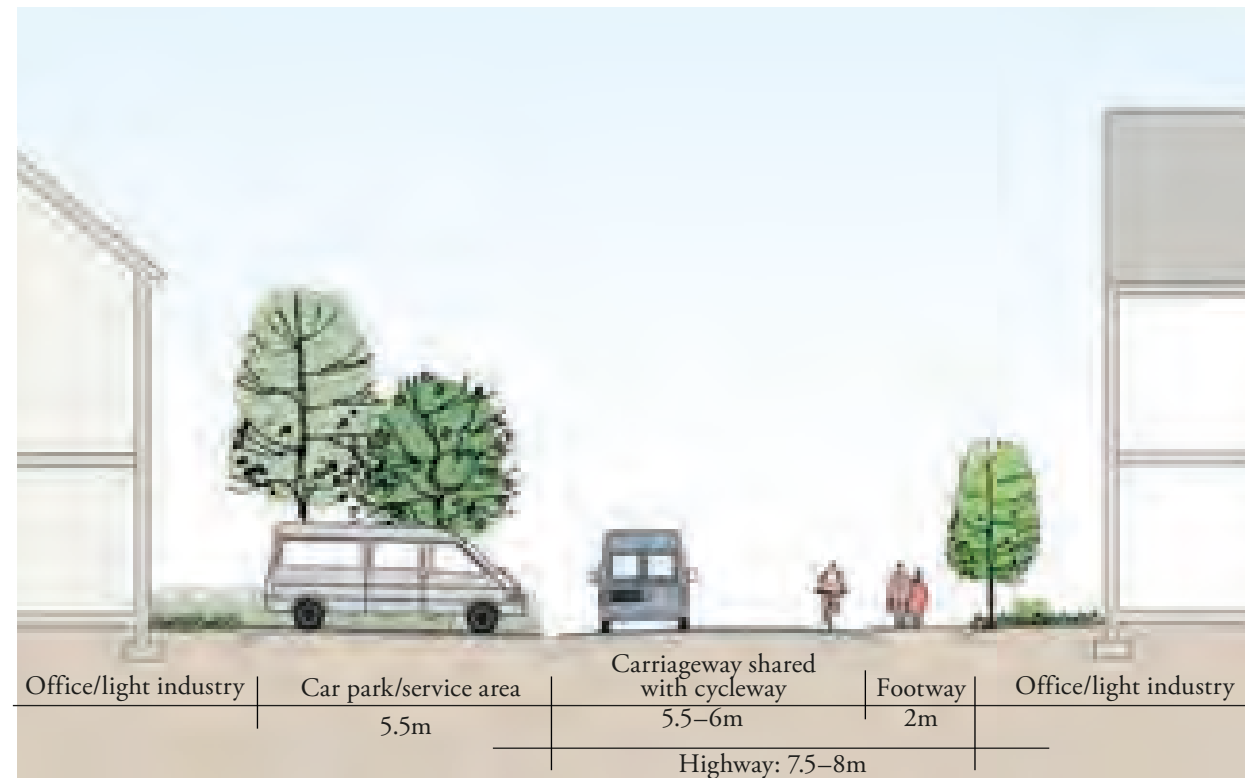 Office/light industry
Car park/service area
5.5m
Carriageway shared
with cycleway
5.5–6m
Footway
2m
Office/light industry
Highway: 7.5–8m